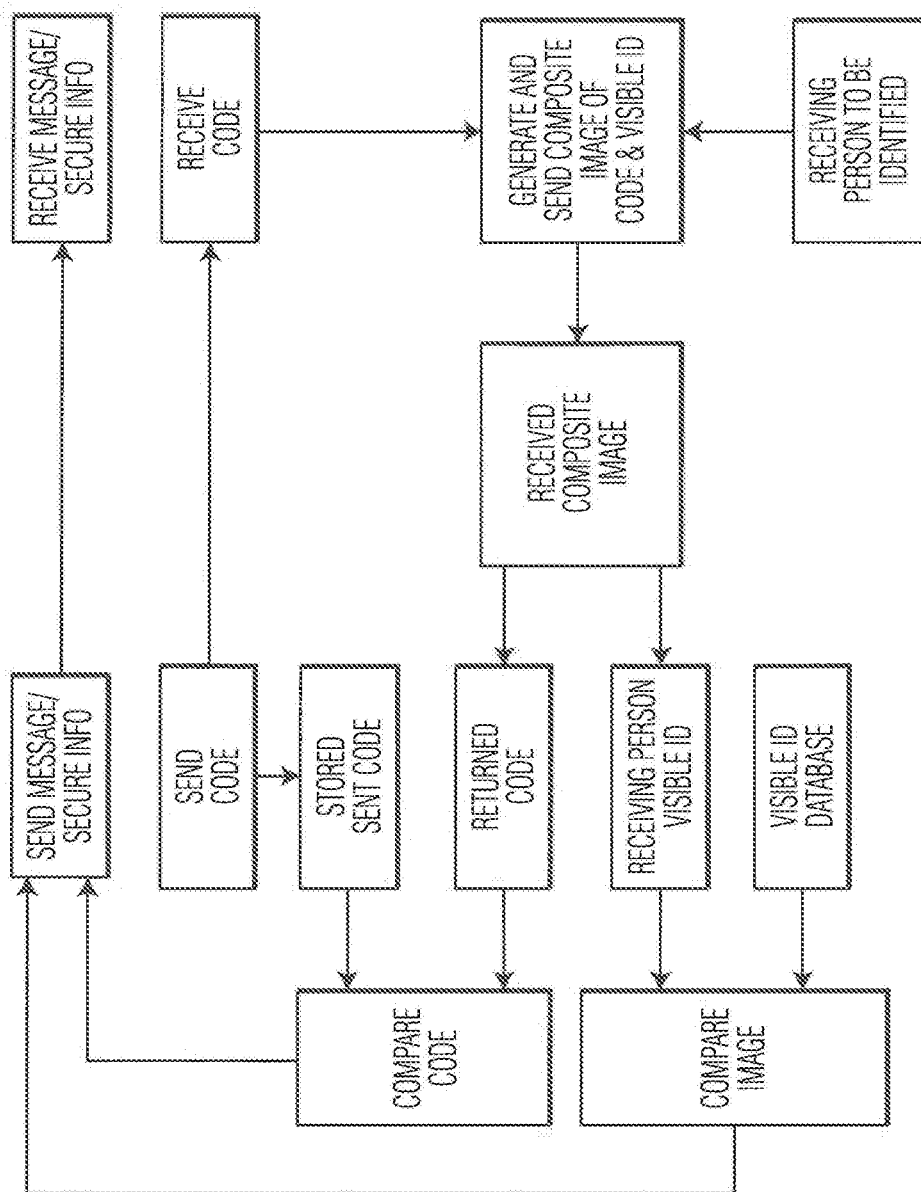 SEND MESSAGE/
SECURE INFO
RECEIVE MESSAGE/
SECURE INFO
SEND
CODE
RECEIVE
CODE
STORED
SENT CODE
COMPARE
CODE
RETURNED
CODE
RECEIVED
COMPOSITE
IMAGE
GENERATE AND
SEND COMPOSITE
IMAGE OF
CODE & VISIBLE ID
COMPARE
IMAGE
RECEIVING PERSON
VISIBLE ID
VISIBLE ID
DATABASE
RECEIVING
PERSON TO BE
IDENTIFIED